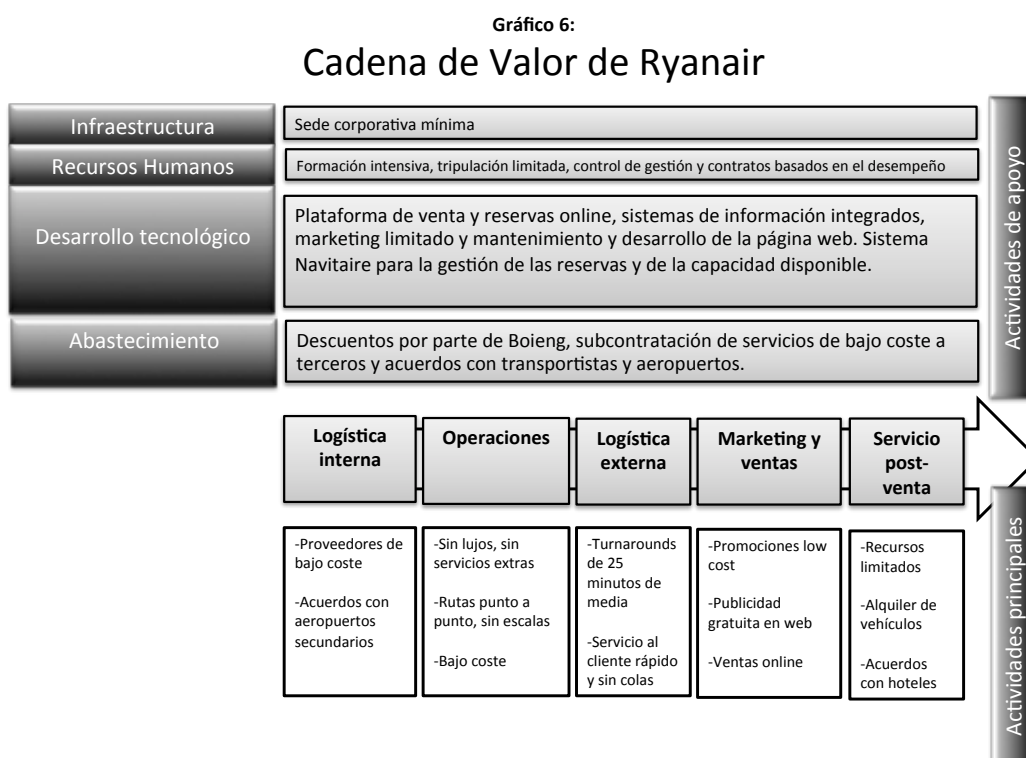 Gráfico 6:
Cadena de Valor de Ryanair
Infraestructura
Sede corporativa mínima
Recursos Humanos
Formación intensiva, tripulación limitada, control de gestión y contratos basados en el desempeño
Desarrollo tecnológico
Plataforma de venta y reservas online, sistemas de información integrados,
marketing limitado y mantenimiento y desarrollo de la página web. Sistema
Navitaire para la gestión de las reservas y de la capacidad disponible.
Abastecimiento
Descuentos por parte de Boieng, subcontratación de servicios de bajo coste a
terceros y acuerdos con transportistas y aeropuertos.
Actividades de apoyo
Logística
interna
Operaciones
Logística
externa
Marketing y
ventas
Servicio
post-
venta
-Proveedores de
bajo coste
-Acuerdos con
aeropuertos
secundarios
-Sin lujos, sin
servicios extras
-Rutas punto a
punto, sin escalas
-Bajo coste
-Turnarounds
de 25
minutos de
media
-Servicio al
cliente rápido
y sin colas
-Promociones low
cost
-Publicidad
gratuita en web
-Ventas online
-Recursos
limitados
-Alquiler de
vehículos
-Acuerdos
con hoteles
Actividades principales